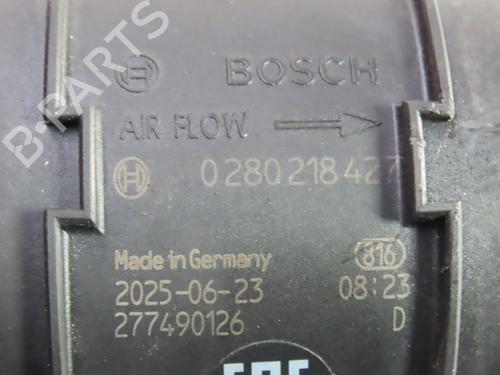 BOSCH
AIR FLOW
0 280 218 427
Made in Germany 816
2025-06-23 08:23
277490126 D
B-PARTS